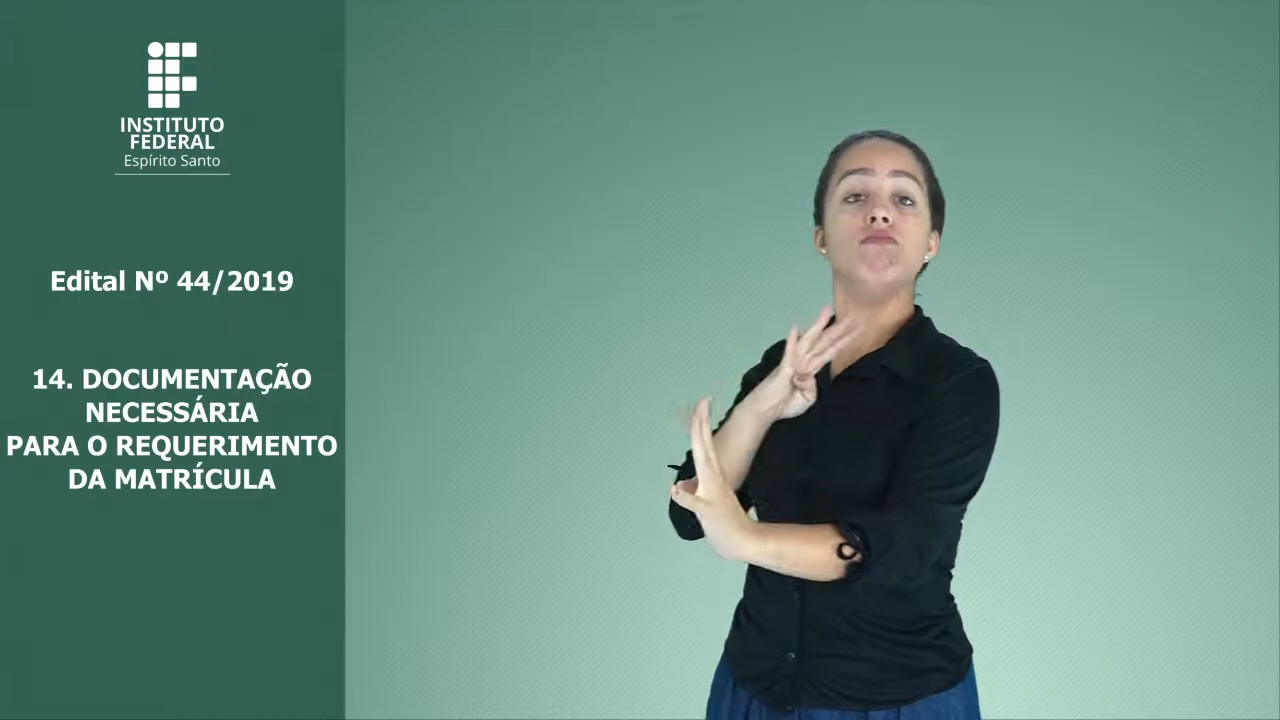 INSTITUTO
FEDERAL
Espírito Santo
Edital Nº 44/2019
14. DOCUMENTAÇÃO
NECESSÁRIA
PARA O REQUERIMENTO
DA MATRÍCULA